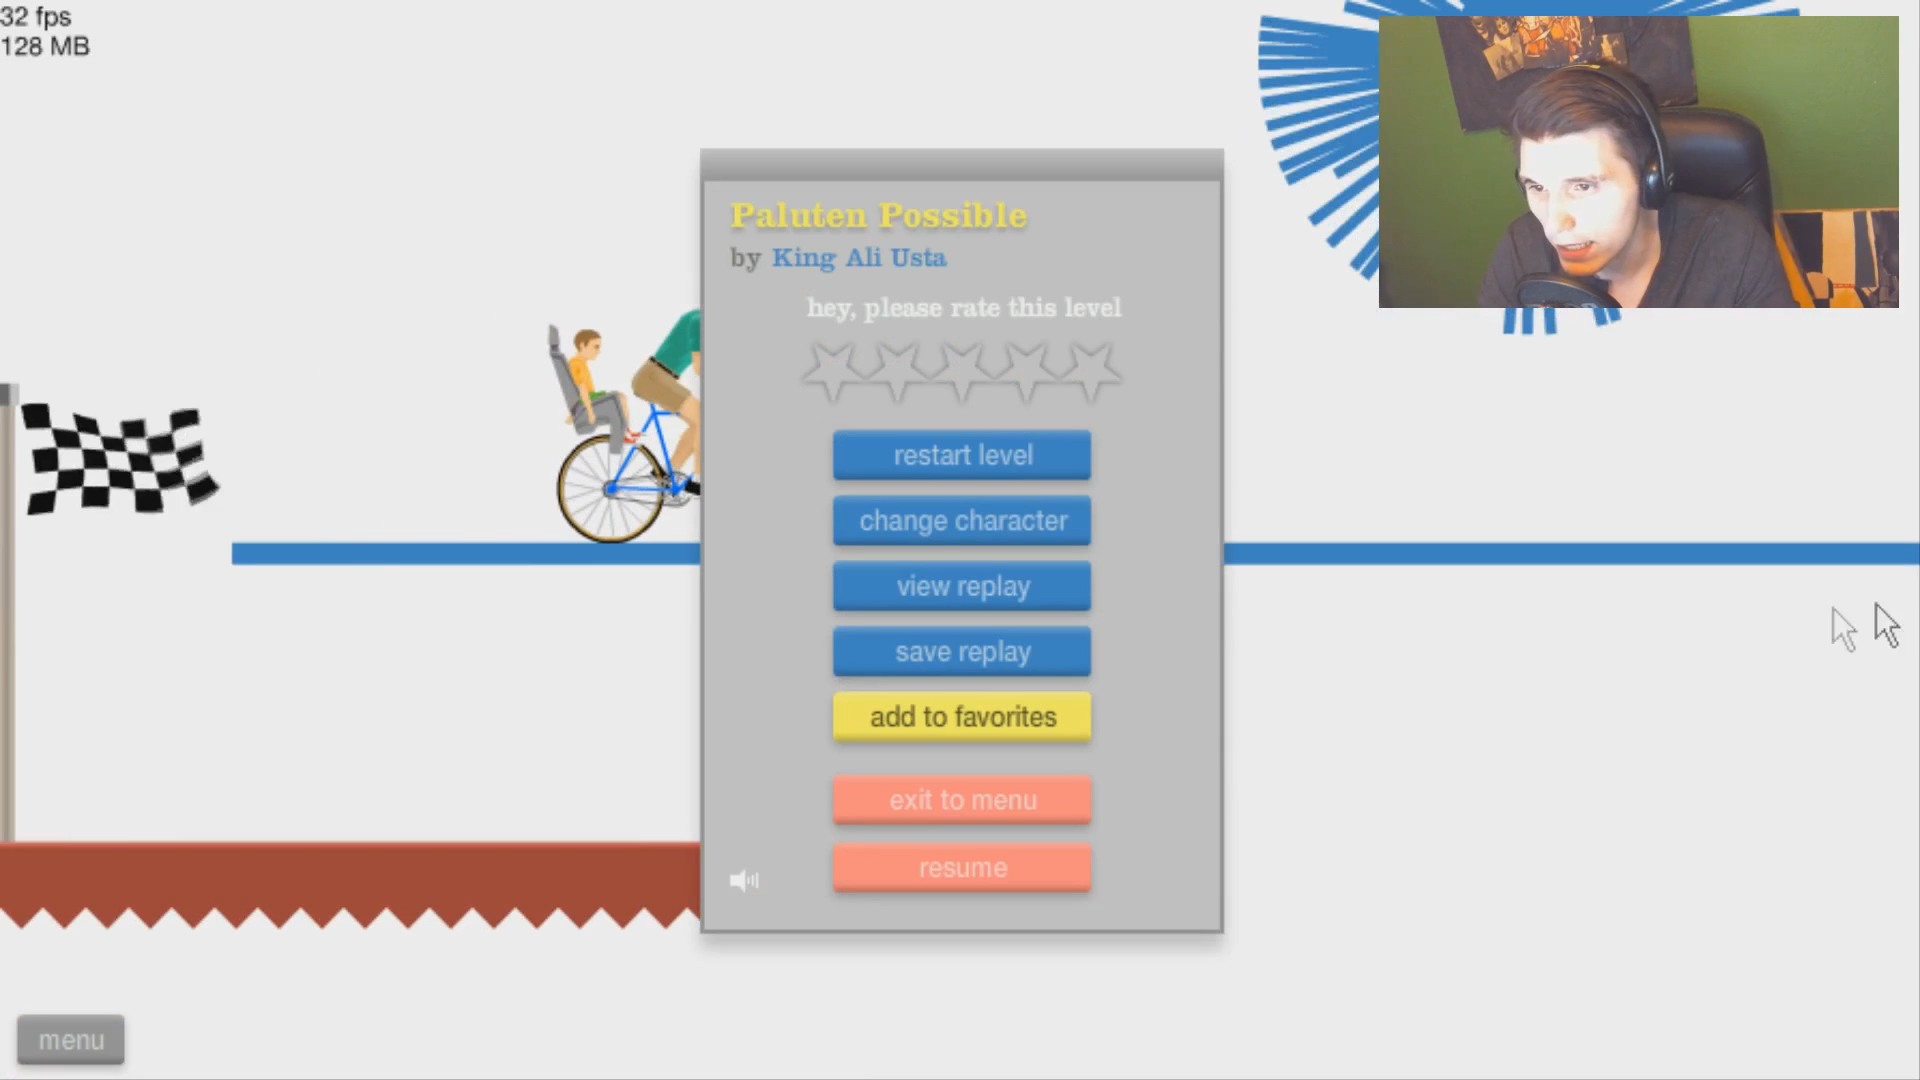 32 fps
128 MB
Paluten Possible
by King Ali Usta
hey, please rate this level
restart level
change character
view replay
save replay
add to favorites
exit to menu
resume
menu